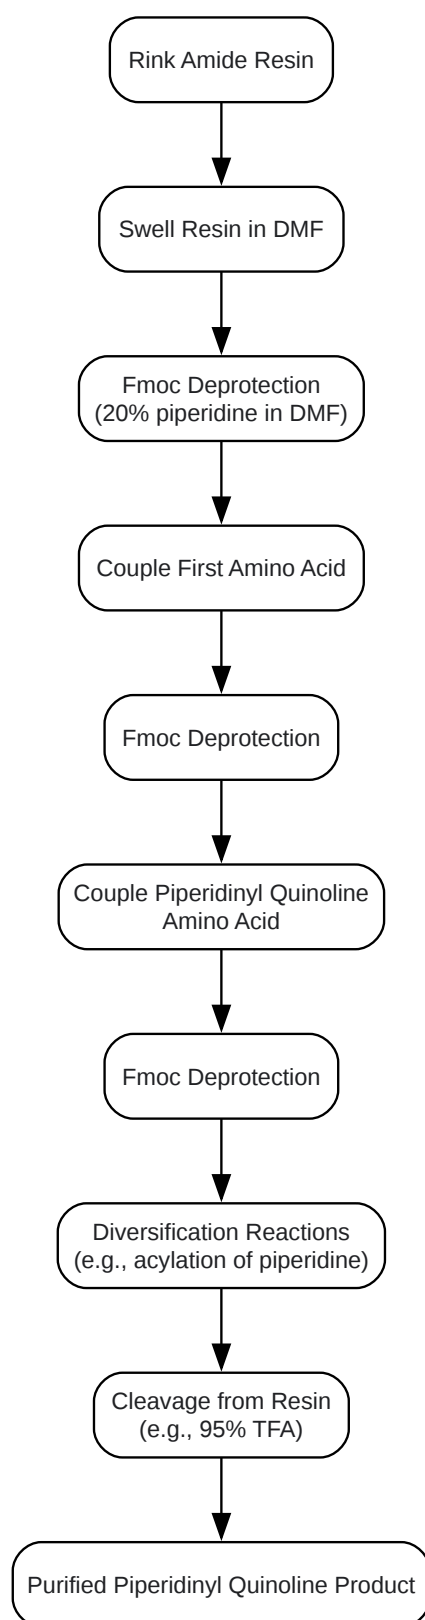 Rink Amide Resin
Swell Resin in DMF
Fmoc Deprotection
(20% piperidine in DMF)
Couple First Amino Acid
Fmoc Deprotection
Couple Piperidinyl Quinoline
Amino Acid
Fmoc Deprotection
Diversification Reactions
(e.g., acylation of piperidine)
Cleavage from Resin
(e.g., 95% TFA)
Purified Piperidinyl Quinoline Product